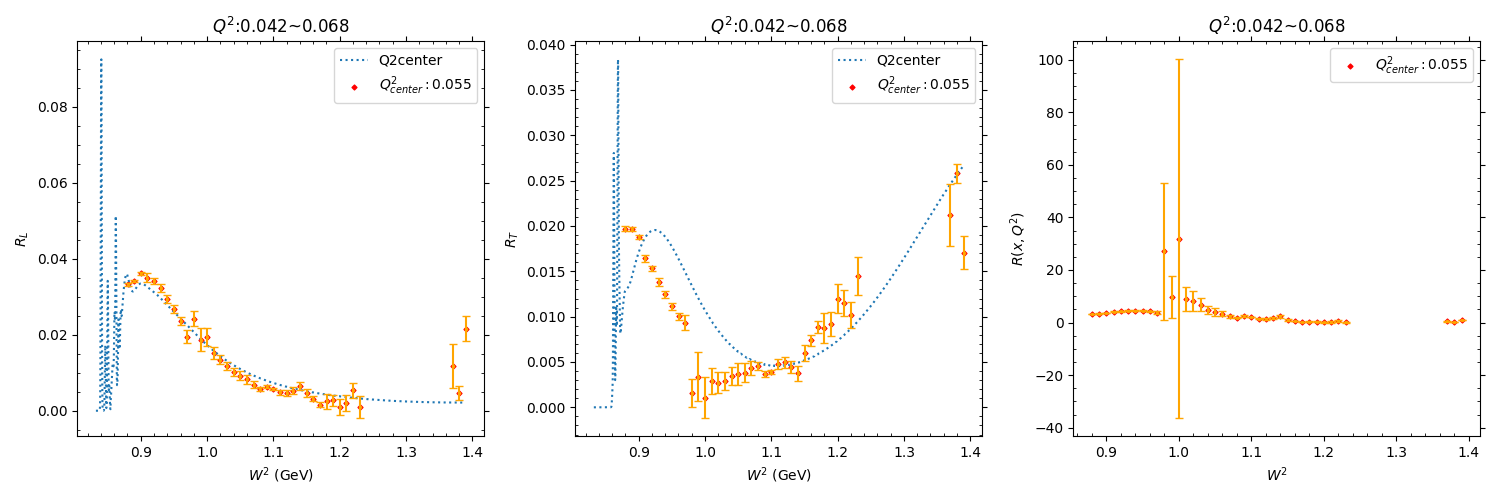 Q²:0.042~0.068
Q2center
Q²center : 0.055
0.08
0.06
0.04
0.02
0.00
R_L
0.9
1.0
1.1
1.2
1.3
1.4
W² (GeV)
Q²:0.042~0.068
Q2center
Q²center : 0.055
0.040
0.035
0.030
0.025
0.020
0.015
0.010
0.005
0.000
R_T
0.9
1.0
1.1
1.2
1.3
1.4
W² (GeV)
Q²:0.042~0.068
Q²center : 0.055
100
80
60
40
20
0
−20
−40
R(x, Q²)
0.9
1.0
1.1
1.2
1.3
1.4
W²